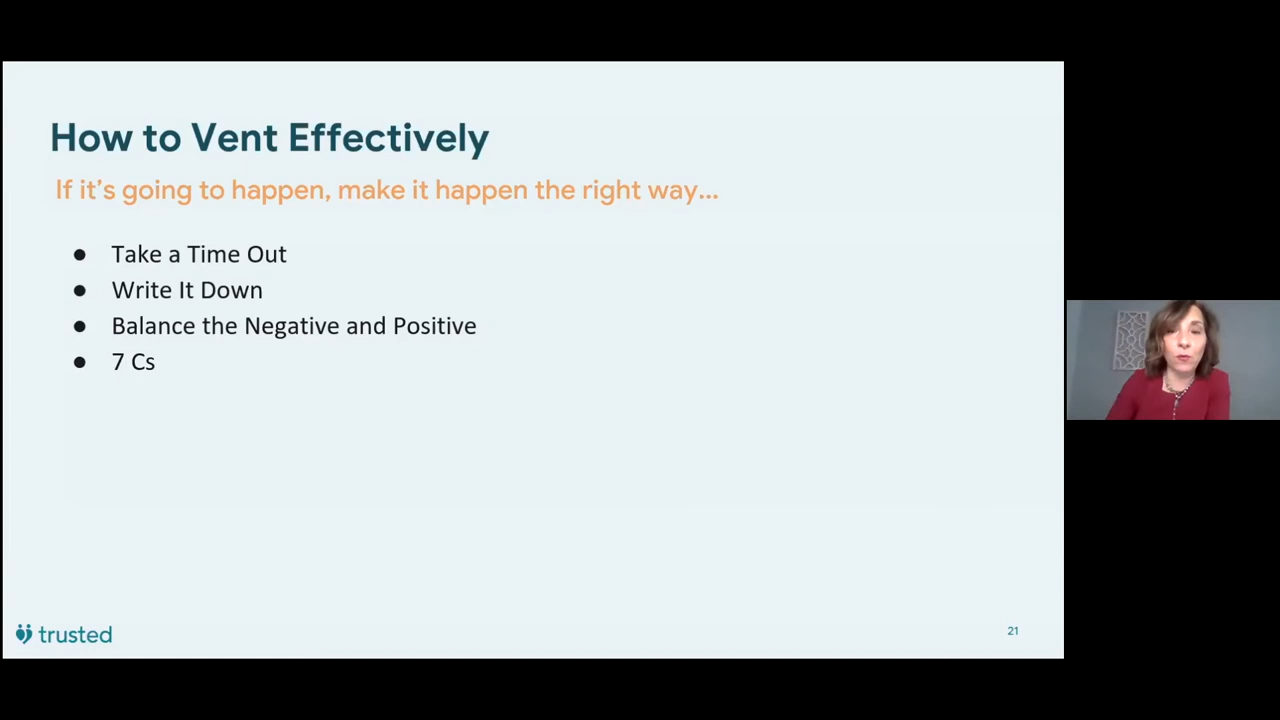 How to Vent Effectively
If it's going to happen, make it happen the right way...
● Take a Time Out
● Write It Down
● Balance the Negative and Positive
● 7 Cs
trusted
21